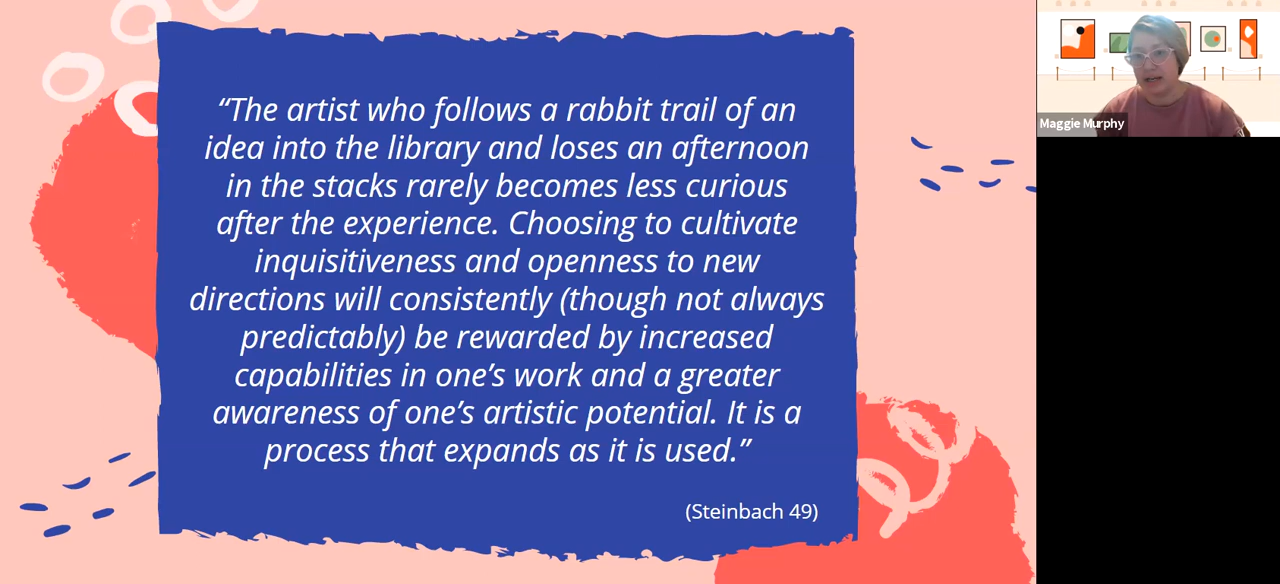 “The artist who follows a rabbit trail of an
idea into the library and loses an afternoon
in the stacks rarely becomes less curious
after the experience. Choosing to cultivate
inquisitiveness and openness to new
directions will consistently (though not always
predictably) be rewarded by increased
capabilities in one’s work and a greater
awareness of one’s artistic potential. It is a
process that expands as it is used.”
(Steinbach 49)
Maggie Murphy